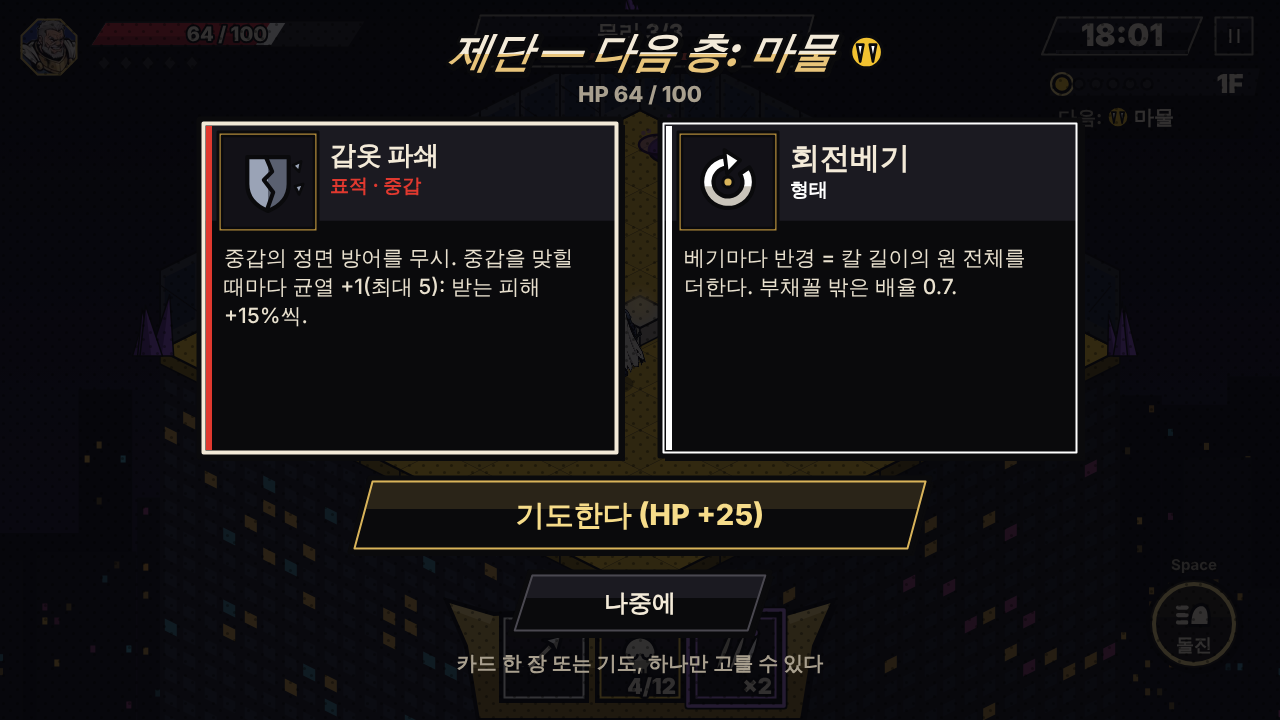 64 / 100
무리 3/3
18:01
제단 — 다음 층: 마물
HP 64 / 100
1F
다음: 마물
갑옷 파쇄
표적 · 중갑
중갑의 정면 방어를 무시. 중갑을 맞힐
때마다 균열 +1(최대 5): 받는 피해
+15%씩.
회전베기
형태
베기마다 반경 = 칼 길이의 원 전체를
더한다. 부채꼴 밖은 배율 0.7.
기도한다 (HP +25)
나중에
Space
돌진
카드 한 장 또는 기도, 하나만 고를 수 있다
4/12
×2